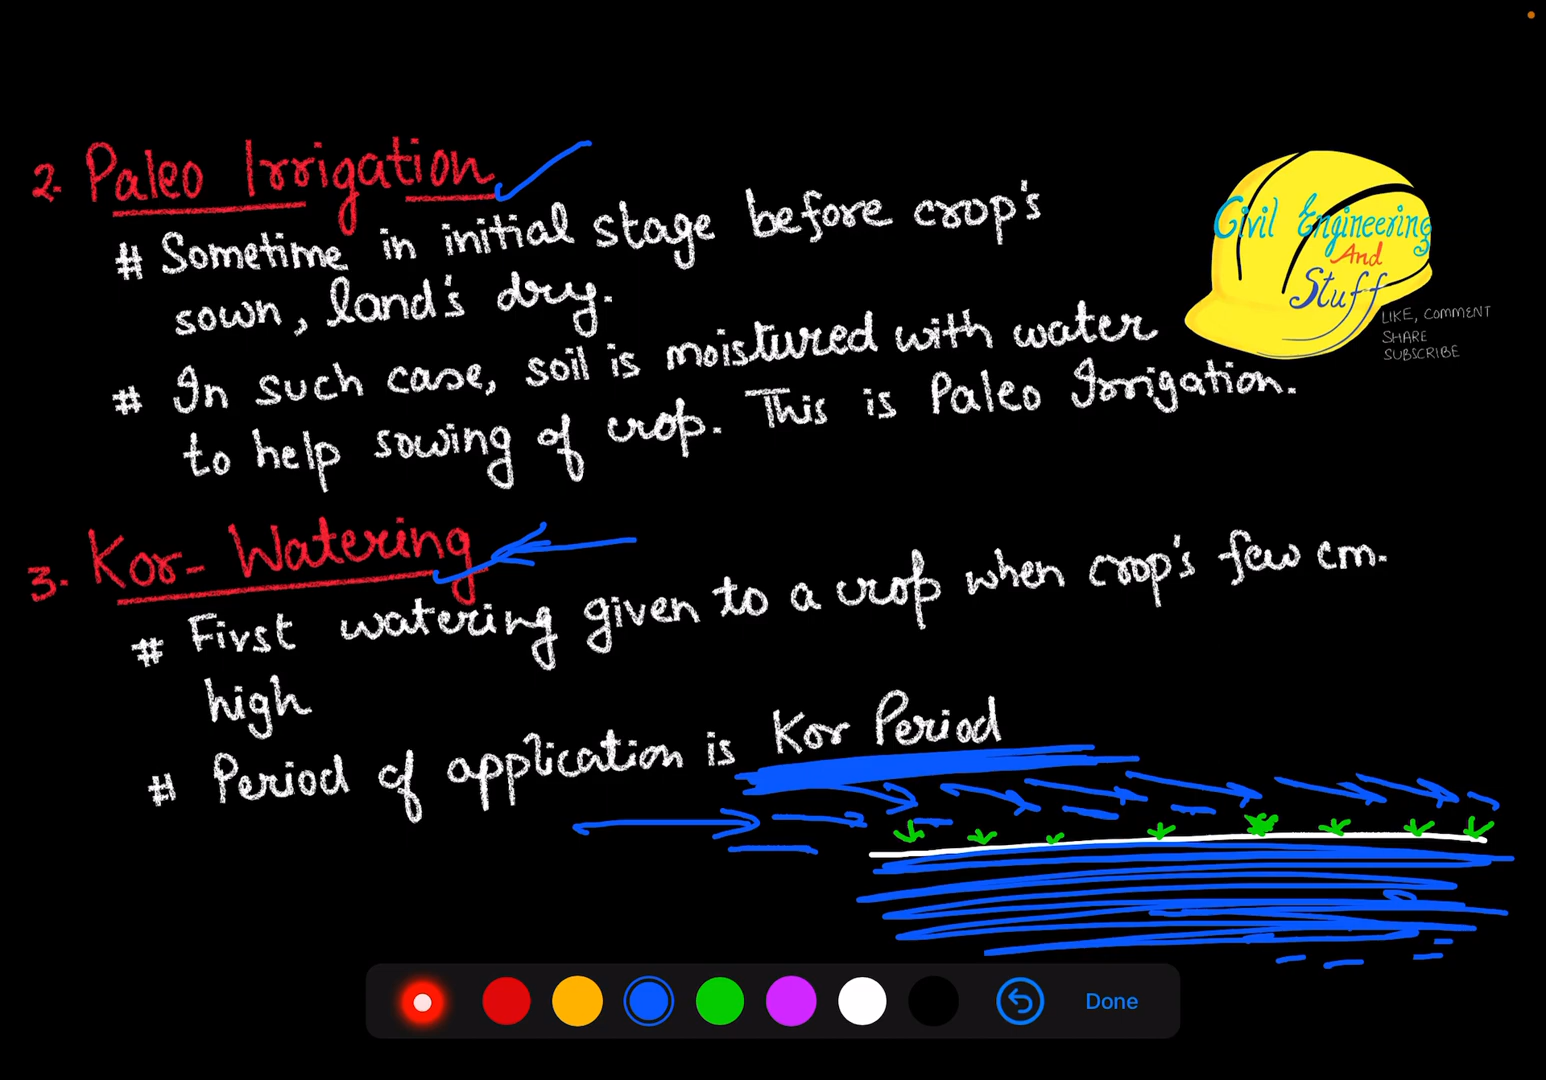 2. Paleo Irrigation
# Sometime in initial stage before crop's
sown, land's dry.
# In such case, soil is moistured with water
to help sowing of crop. This is Paleo Irrigation.
3. Kor-Watering
# First watering given to a crop when crop's few cm.
high
# Period of application is Kor Period
Civil Engineering
And
Stuff
LIKE, COMMENT
SHARE
SUBSCRIBE
Done